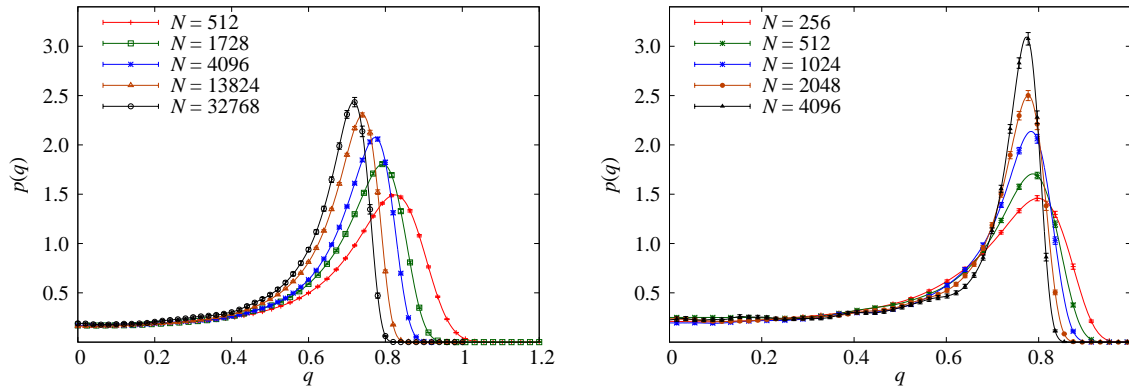 N = 512
N = 1728
N = 4096
N = 13824
N = 32768
3.0
2.5
2.0
1.5
1.0
0.5
p(q)
0
0.2
0.4
0.6
0.8
1
1.2
q
N = 256
N = 512
N = 1024
N = 2048
N = 4096
3.0
2.5
2.0
1.5
1.0
0.5
p(q)
0
0.2
0.4
0.6
0.8
q